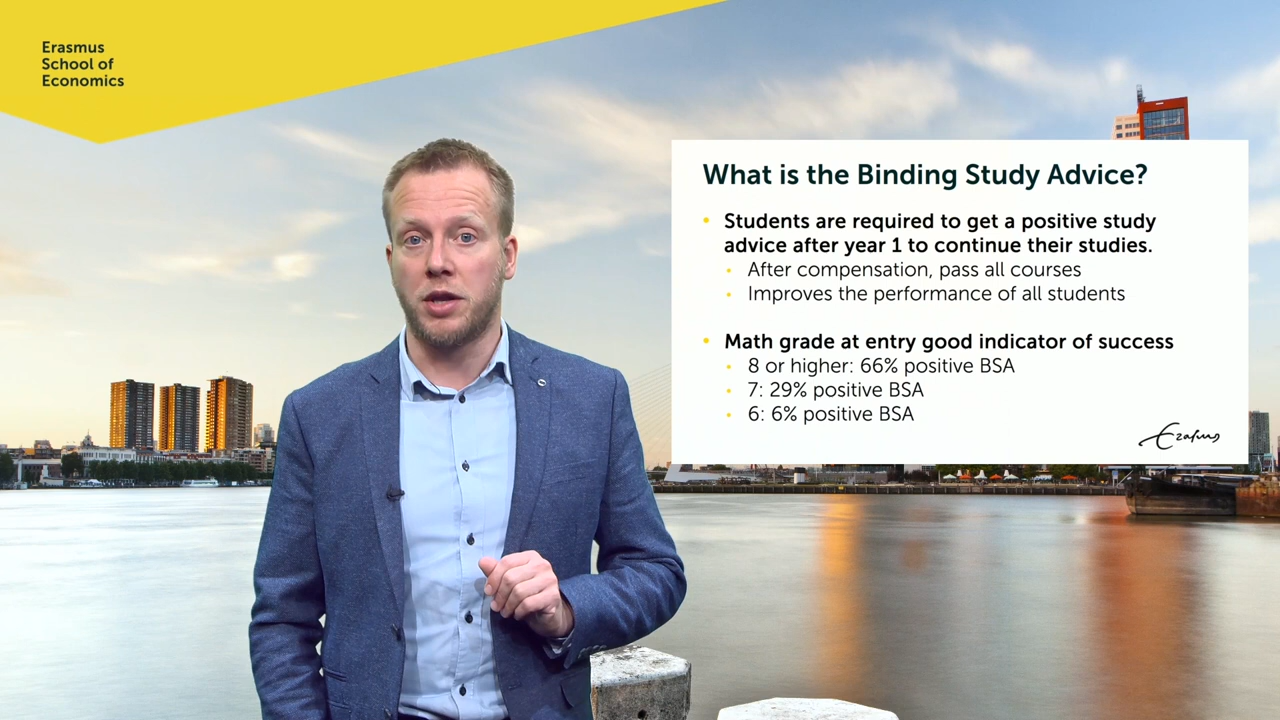 Erasmus
School of
Economics
What is the Binding Study Advice?
• Students are required to get a positive study
advice after year 1 to continue their studies.
• After compensation, pass all courses
• Improves the performance of all students
• Math grade at entry good indicator of success
• 8 or higher: 66% positive BSA
• 7: 29% positive BSA
• 6: 6% positive BSA
Erasmus